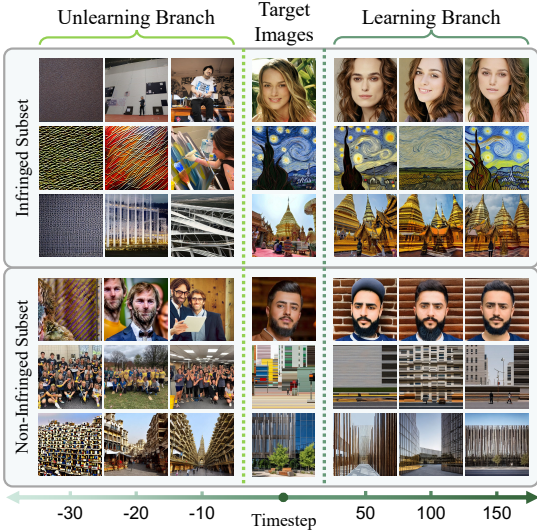 Unlearning Branch
Target
Images
Learning Branch
Infringed Subset
Non-Infringed Subset
-30
-20
-10
Timestep
50
100
150